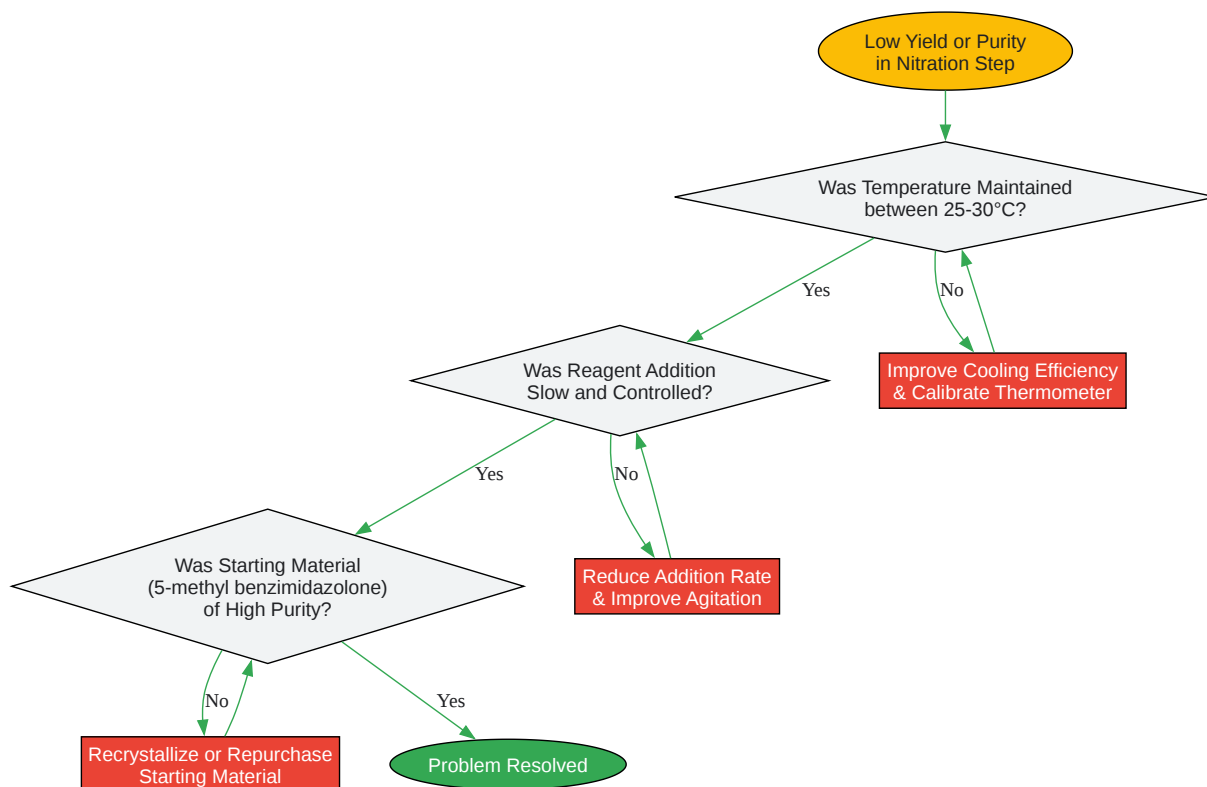 Low Yield or Purity
in Nitration Step
Was Temperature Maintained
between 25-30°C?
Yes
No
Was Reagent Addition
Slow and Controlled?
Improve Cooling Efficiency
& Calibrate Thermometer
Yes
No
Was Starting Material
(5-methyl benzimidazolone)
of High Purity?
Reduce Addition Rate
& Improve Agitation
No
Yes
Recrystallize or Repurchase
Starting Material
Problem Resolved